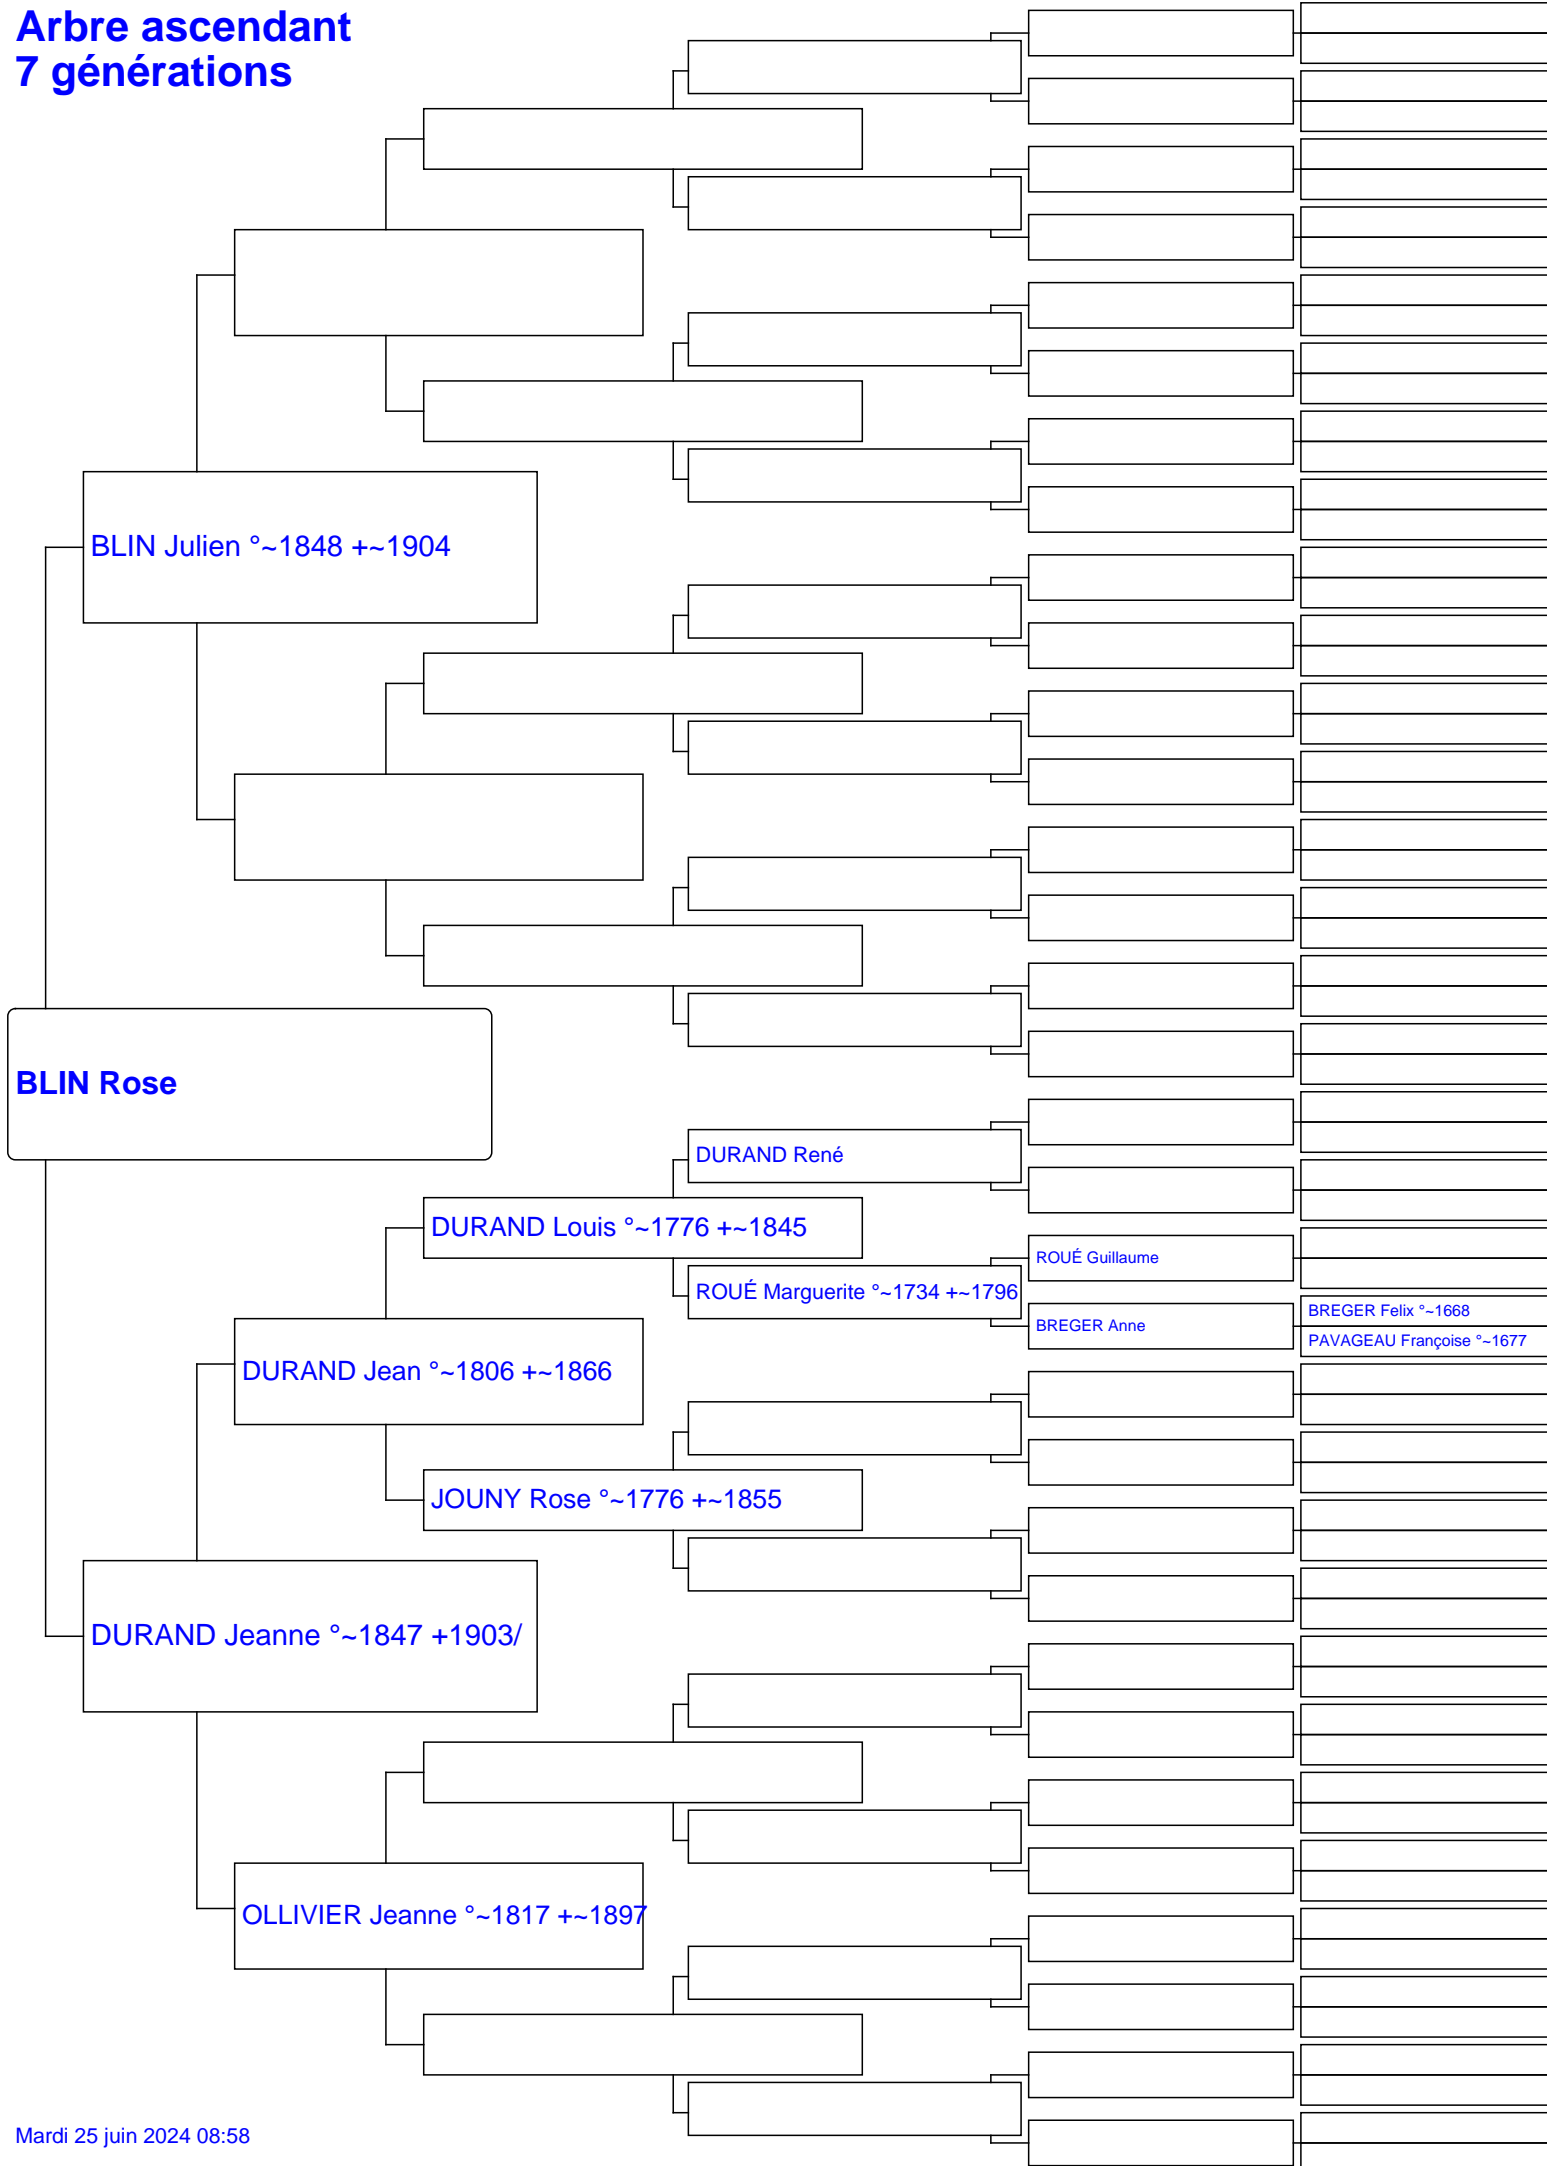 Arbre ascendant
7 générations
BLIN Julien °~1848 +~1904
BLIN Rose
DURAND René
DURAND Louis °~1776 +~1845
ROUÉ Guillaume
ROUÉ Marguerite °~1734 +~1796
BREGER Felix °~1668
BREGER Anne
PAVAGEAU Françoise °~1677
DURAND Jean °~1806 +~1866
JOUNY Rose °~1776 +~1855
DURAND Jeanne °~1847 +1903/
OLLIVIER Jeanne °~1817 +~1897
Mardi 25 juin 2024 08:58